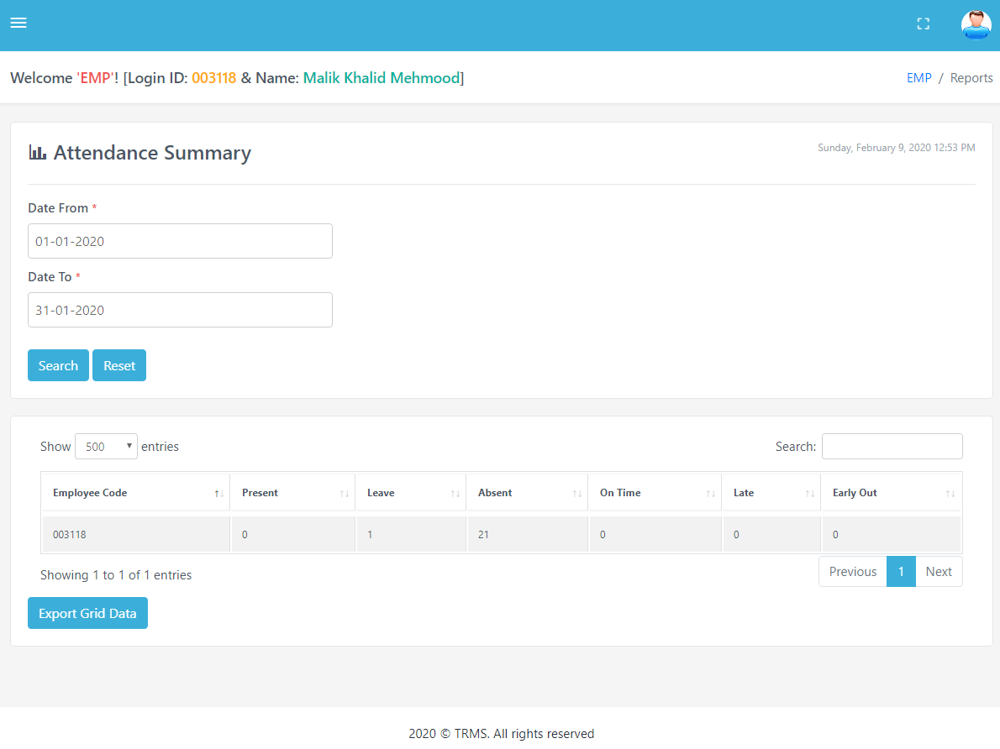 Welcome 'EMP'! [Login ID: 003118 & Name: Malik Khalid Mehmood]
EMP / Reports
Attendance Summary
Sunday, February 9, 2020 12:53 PM
Date From *
01-01-2020
Date To *
31-01-2020
Search Reset
Show 500 entries
Search:
Employee Code Present Leave Absent On Time Late Early Out
003118 0 1 21 0 0 0
Showing 1 to 1 of 1 entries
Previous 1 Next
Export Grid Data
2020 © TRMS. All rights reserved